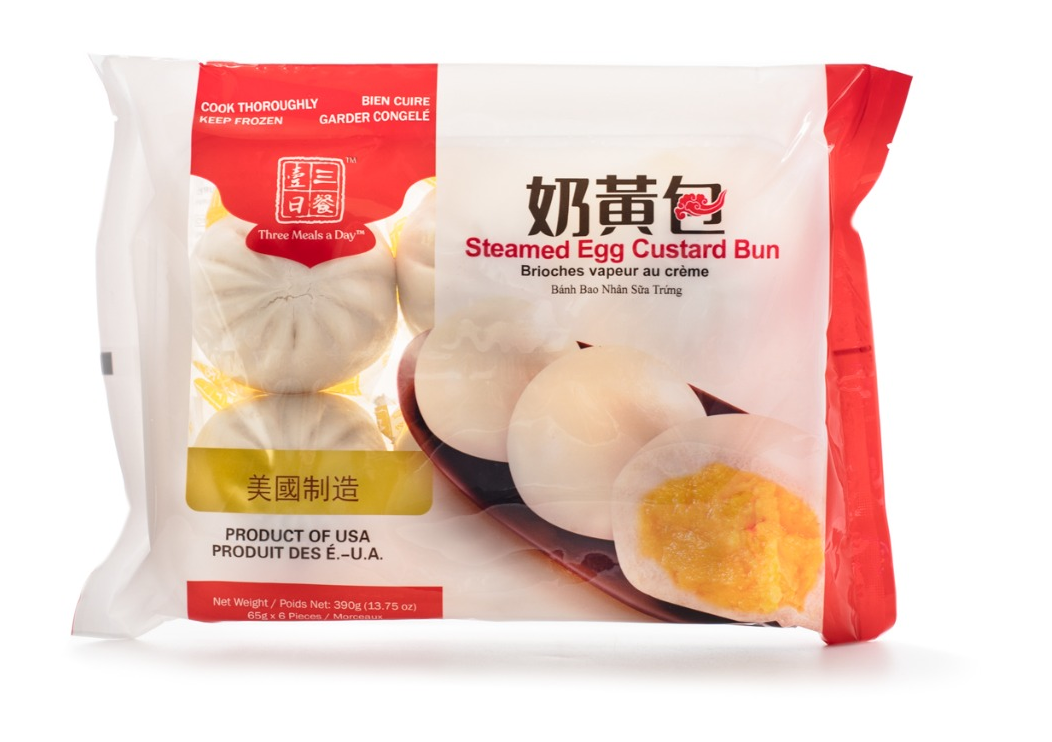 COOK THOROUGHLY
KEEP FROZEN
BIEN CUIRE
GARDER CONGELÉ
壹三
日餐
TM
Three Meals a Day™
奶黃包
Steamed Egg Custard Bun
Brioches vapeur au crème
Bánh Bao Nhân Sữa Trứng
美國制造
PRODUCT OF USA
PRODUIT DES É.–U.A.
Net Weight / Poids Net: 390g (13.75 oz)
65g x 6 Pieces / Morceaux